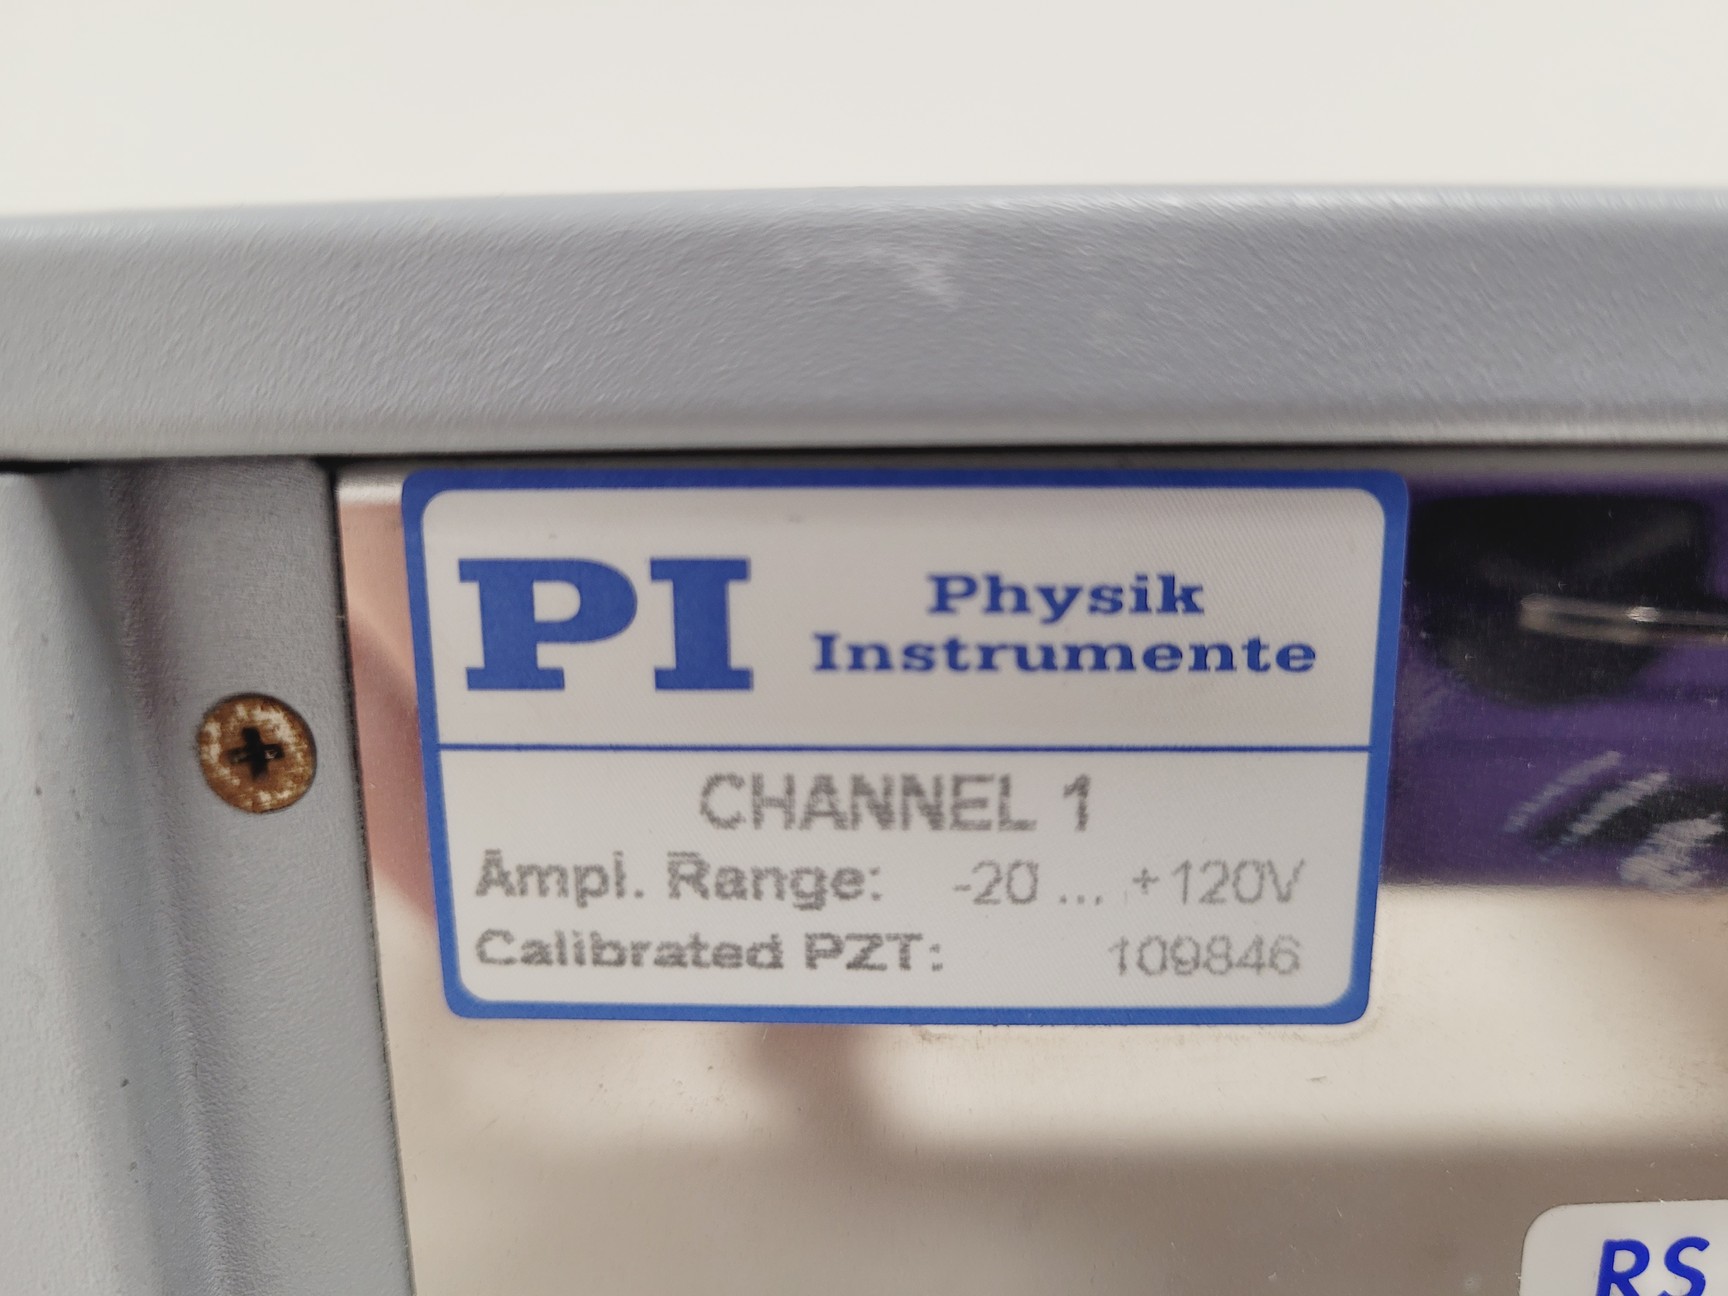 PI
Physik
Instrumente
CHANNEL 1
Ampl. Range: -20 ... +120V
Calibrated PZT: 109846
RS